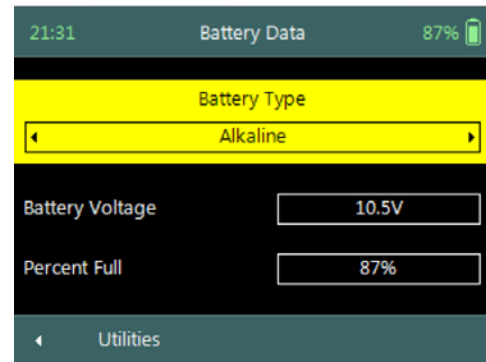 21:31 Battery Data 87%
Battery Type
Alkaline
Battery Voltage 10.5V
Percent Full 87%
Utilities